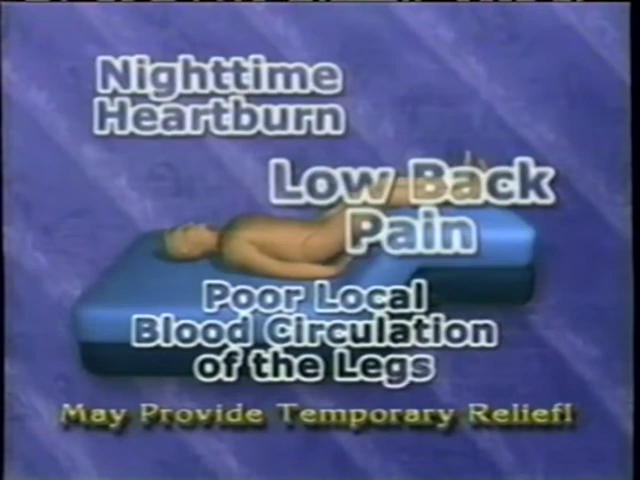 Nighttime
Heartburn
Low Back
Pain
Poor Local
Blood Circulation
of the Legs
May Provide Temporary Relief!